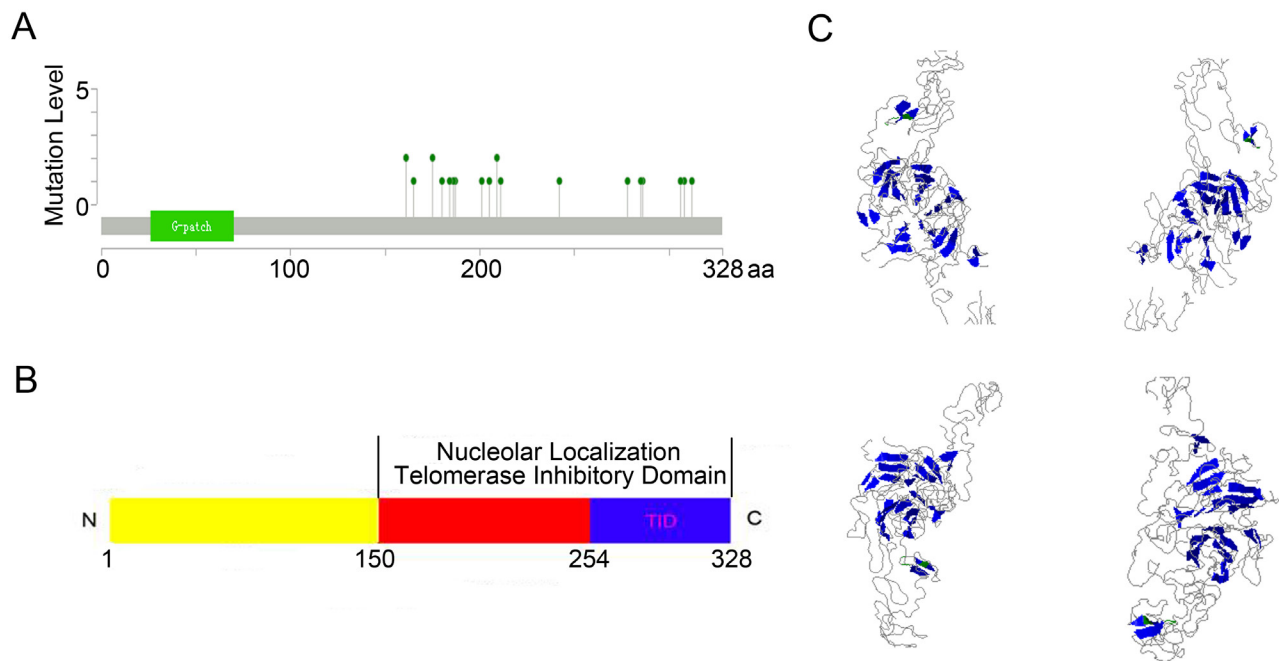 A
Mutation Level
5
0
G-patch
0 100 200 328 aa
B
Nucleolar Localization
Telomerase Inhibitory Domain
N TID C
1 150 254 328
C